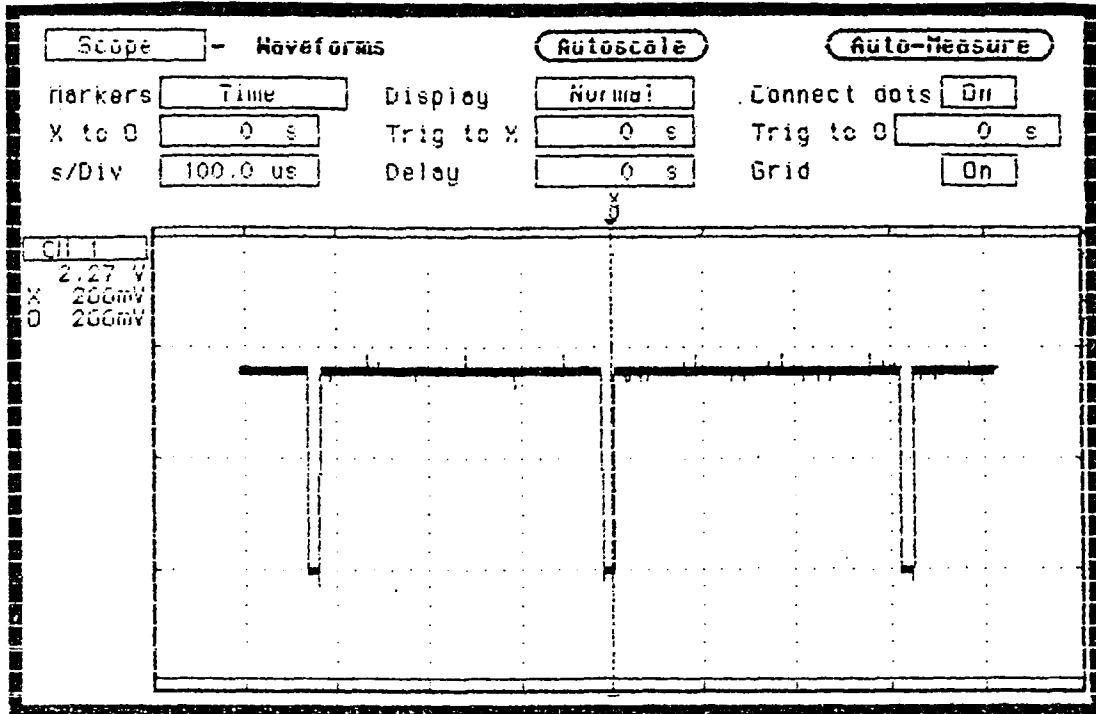 Scope - Waveforms Autoscale Auto-Measure
Markers Time Display Normal Connect dots On
X to O 0 s Trig to X 0 s Trig to O 0 s
s/Div 100.0 us Delay 0 s Grid On
X
O
CH 1
2.27 V
X 200mV
O 200mV